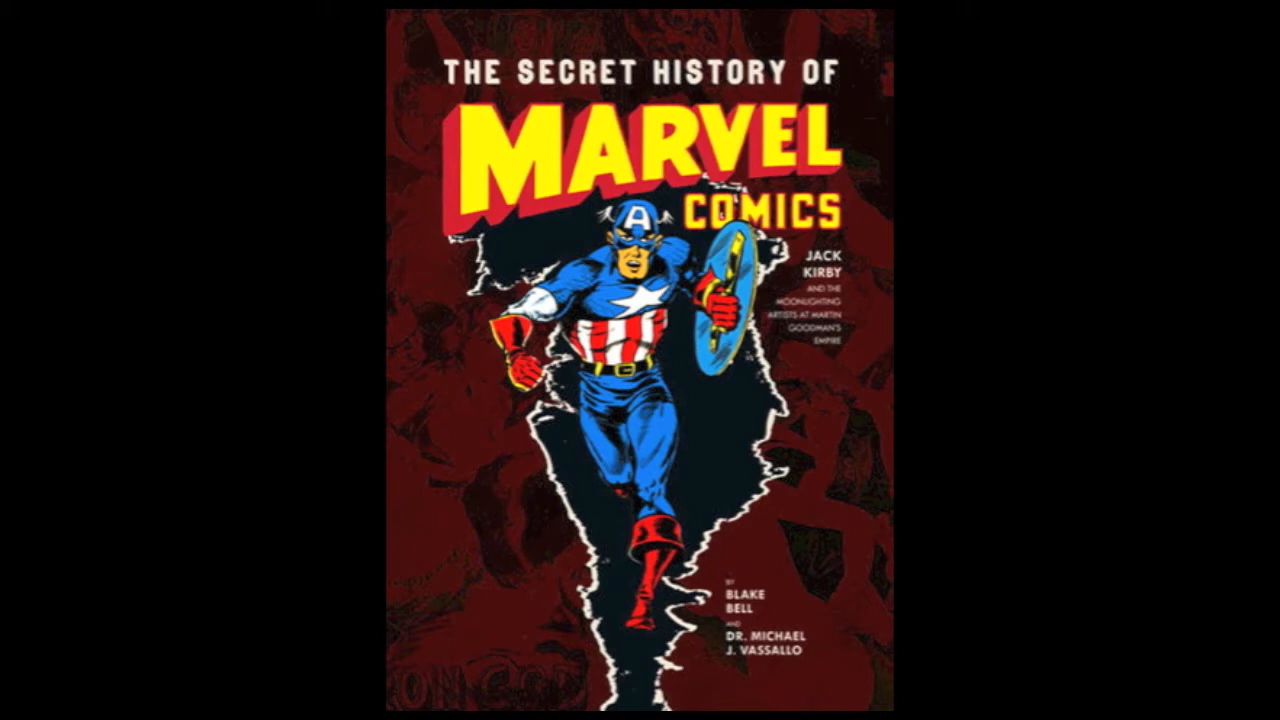 THE SECRET HISTORY OF
MARVEL
COMICS
A
JACK
KIRBY
AND THE
MOONLIGHTING
ARTISTS AT MARTIN
GOODMAN'S
EMPIRE
BY
BLAKE
BELL
AND
DR. MICHAEL
J. VASSALLO